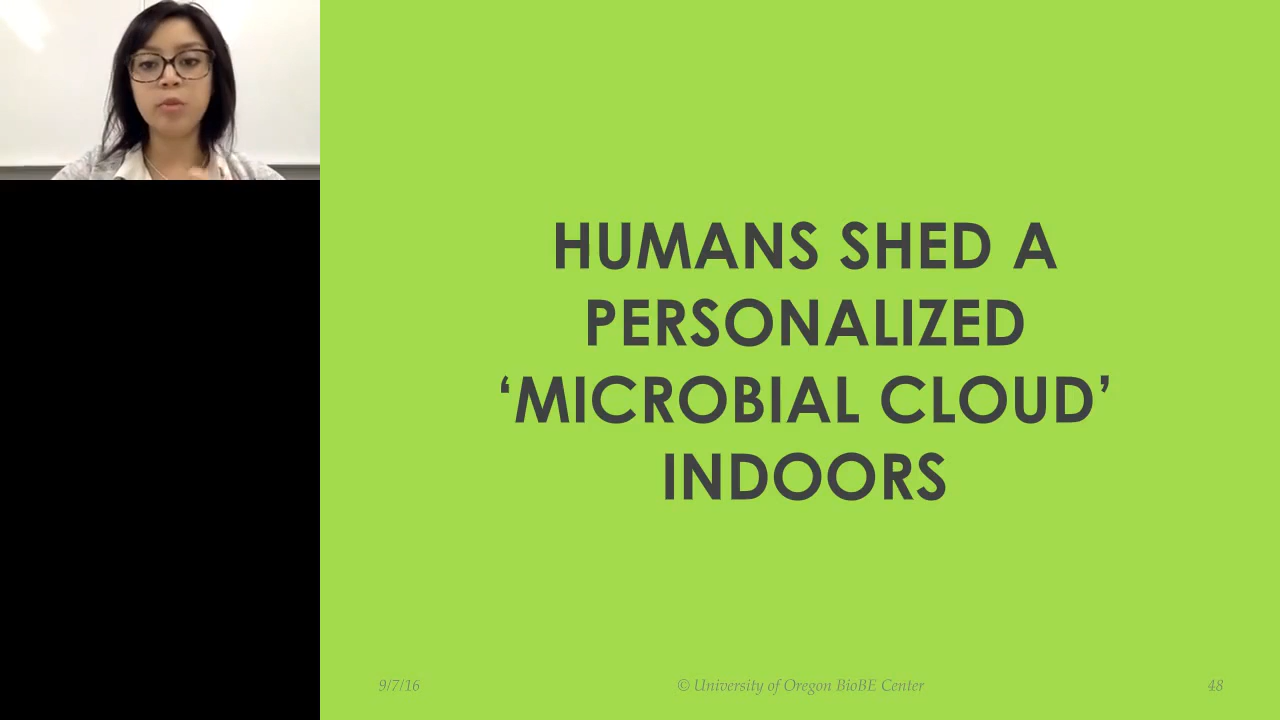 HUMANS SHED A
PERSONALIZED
‘MICROBIAL CLOUD’
INDOORS
9/7/16
© University of Oregon BioBE Center
48